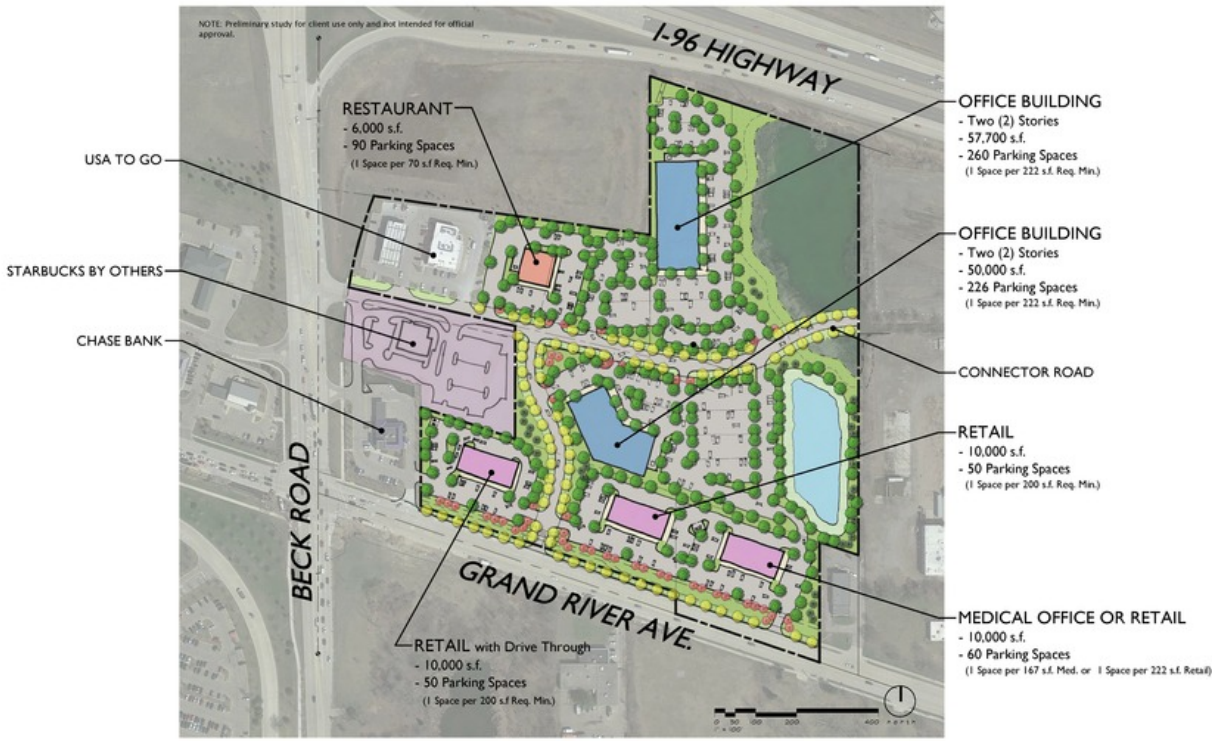 NOTE: Preliminary study for client use only and not intended for official
approval.
I-96 HIGHWAY
RESTAURANT
- 6,000 s.f.
- 90 Parking Spaces
(1 Space per 70 s.f Req. Min.)
USA TO GO
STARBUCKS BY OTHERS
CHASE BANK
OFFICE BUILDING
- Two (2) Stories
- 57,700 s.f.
- 260 Parking Spaces
(1 Space per 222 s.f. Req. Min.)
OFFICE BUILDING
- Two (2) Stories
- 50,000 s.f.
- 226 Parking Spaces
(1 Space per 222 s.f. Req. Min.)
CONNECTOR ROAD
RETAIL
- 10,000 s.f.
- 50 Parking Spaces
(1 Space per 200 s.f. Req. Min.)
BECK ROAD
GRAND RIVER AVE.
RETAIL with Drive Through
- 10,000 s.f.
- 50 Parking Spaces
(1 Space per 200 s.f. Req. Min.)
MEDICAL OFFICE OR RETAIL
- 10,000 s.f.
- 60 Parking Spaces
(1 Space per 167 s.f. Med. or 1 Space per 222 s.f. Retail)
0 50 100 200 400
NORTH